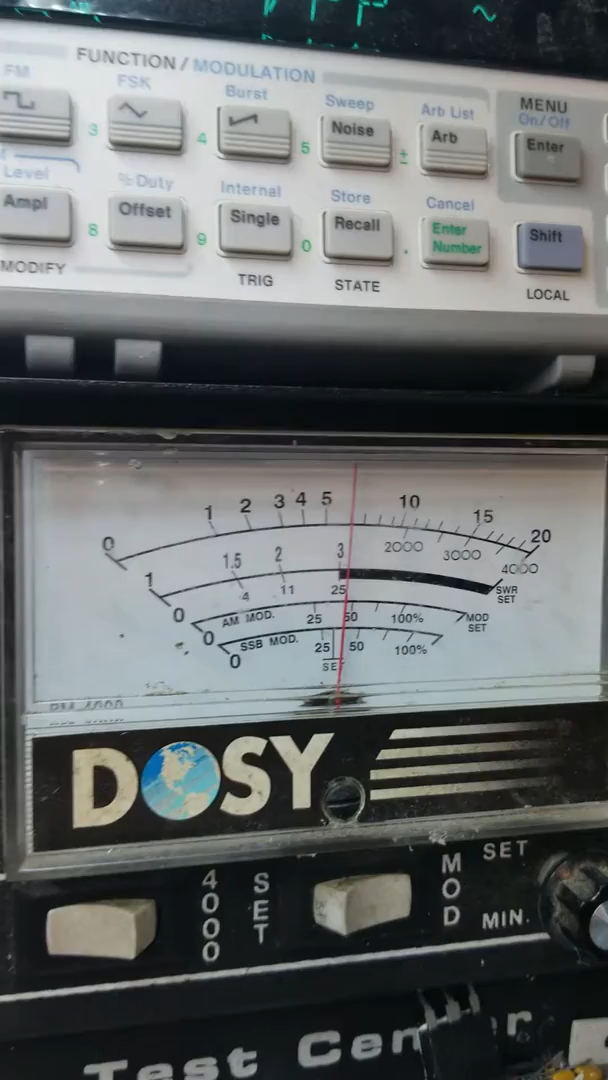 FUNCTION / MODULATION
FM
FSK
Burst
Sweep
Arb List
MENU
On/Off
3
4
5
Noise
±
Arb
Enter
Level
%Duty
Internal
Store
Cancel
Ampl
8
Offset
9
Single
0
Recall
.
Enter
Number
Shift
MODIFY
TRIG
STATE
LOCAL
0 1 2 3 4 5 10 15 20
2000 3000 4000
1 1.5 2 3
SWR
SET
0 4 11 25
AM MOD. 25 50 100%
MOD
SET
0 SSB MOD. 25 50 100%
0
SET
DOSY
4000
SET
MOD
SET
MIN.
Test Center